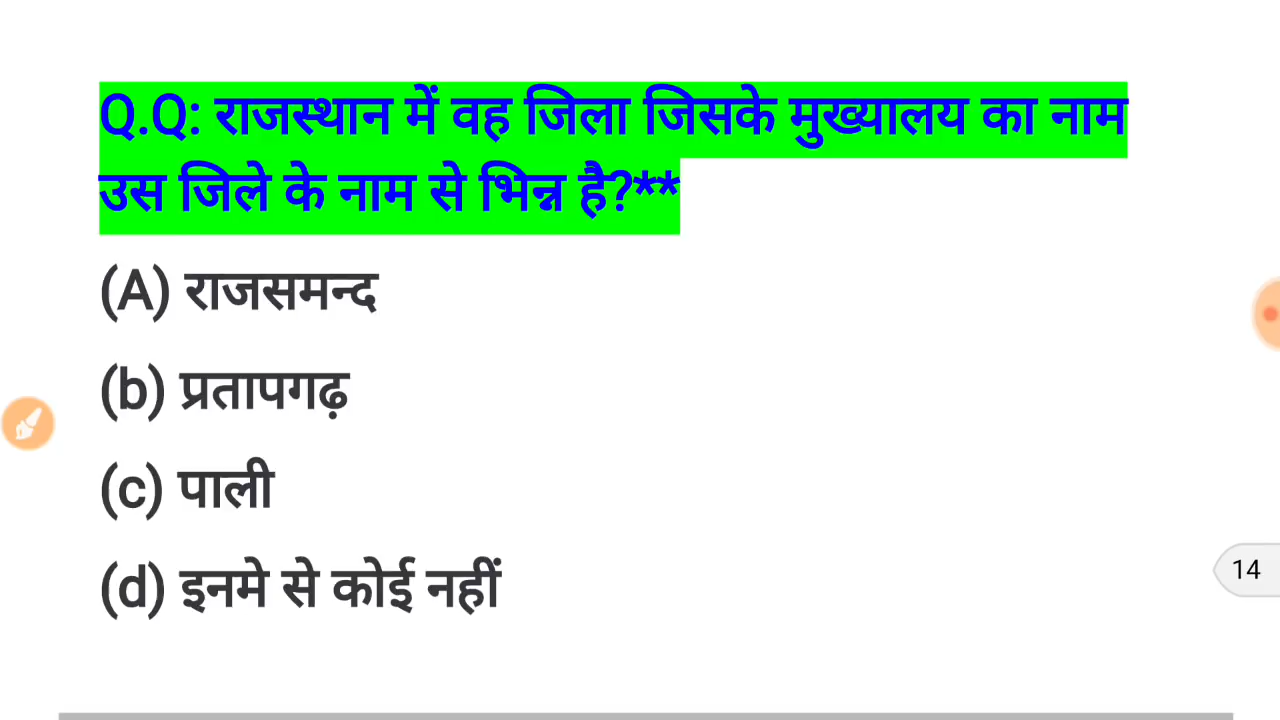 Q.Q: राजस्थान में वह जिला जिसके मुख्यालय का नाम
उस जिले के नाम से भिन्न है?**
(A) राजसमन्द
(b) प्रतापगढ़
(c) पाली
(d) इनमे से कोई नहीं
14